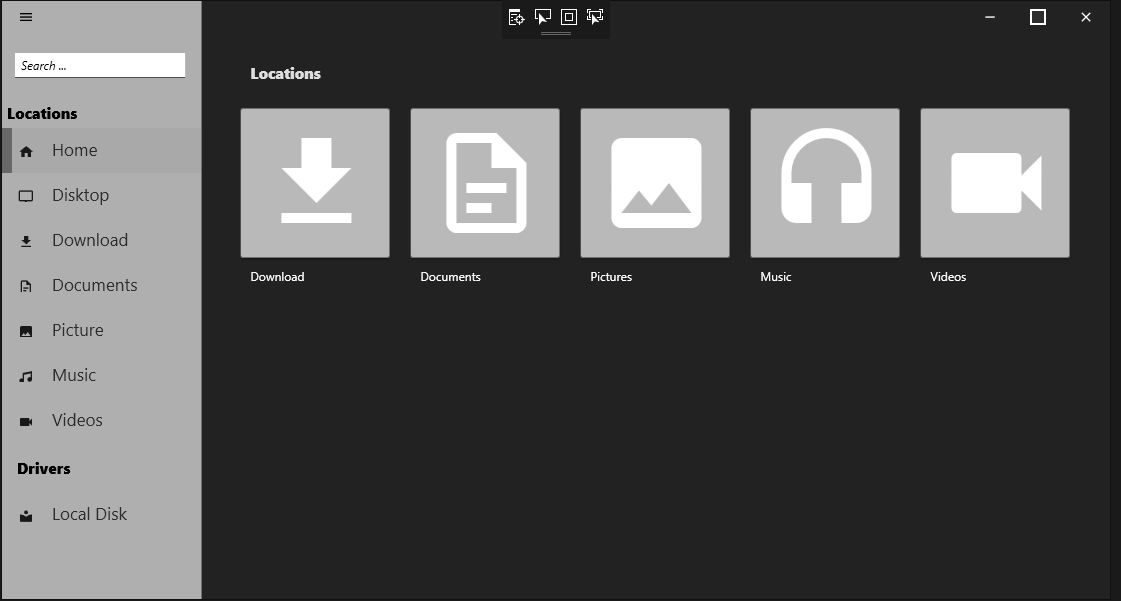 Search ...
Locations
Home
Disktop
Download
Documents
Picture
Music
Videos
Drivers
Local Disk
Locations
Download
Documents
Pictures
Music
Videos